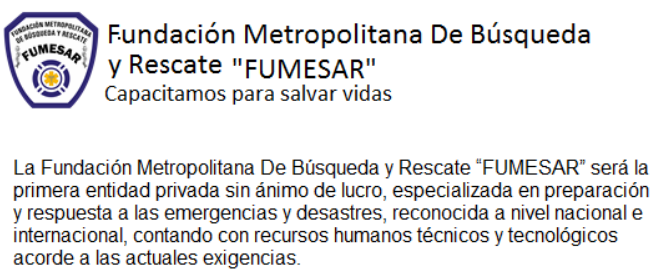 FUNDACIÓN METROPOLITANA
DE BÚSQUEDA Y RESCATE
FUMESAR
Fundación Metropolitana De Búsqueda
y Rescate "FUMESAR"
Capacitamos para salvar vidas
La Fundación Metropolitana De Búsqueda y Rescate “FUMESAR” será la
primera entidad privada sin ánimo de lucro, especializada en preparación
y respuesta a las emergencias y desastres, reconocida a nivel nacional e
internacional, contando con recursos humanos técnicos y tecnológicos
acorde a las actuales exigencias.